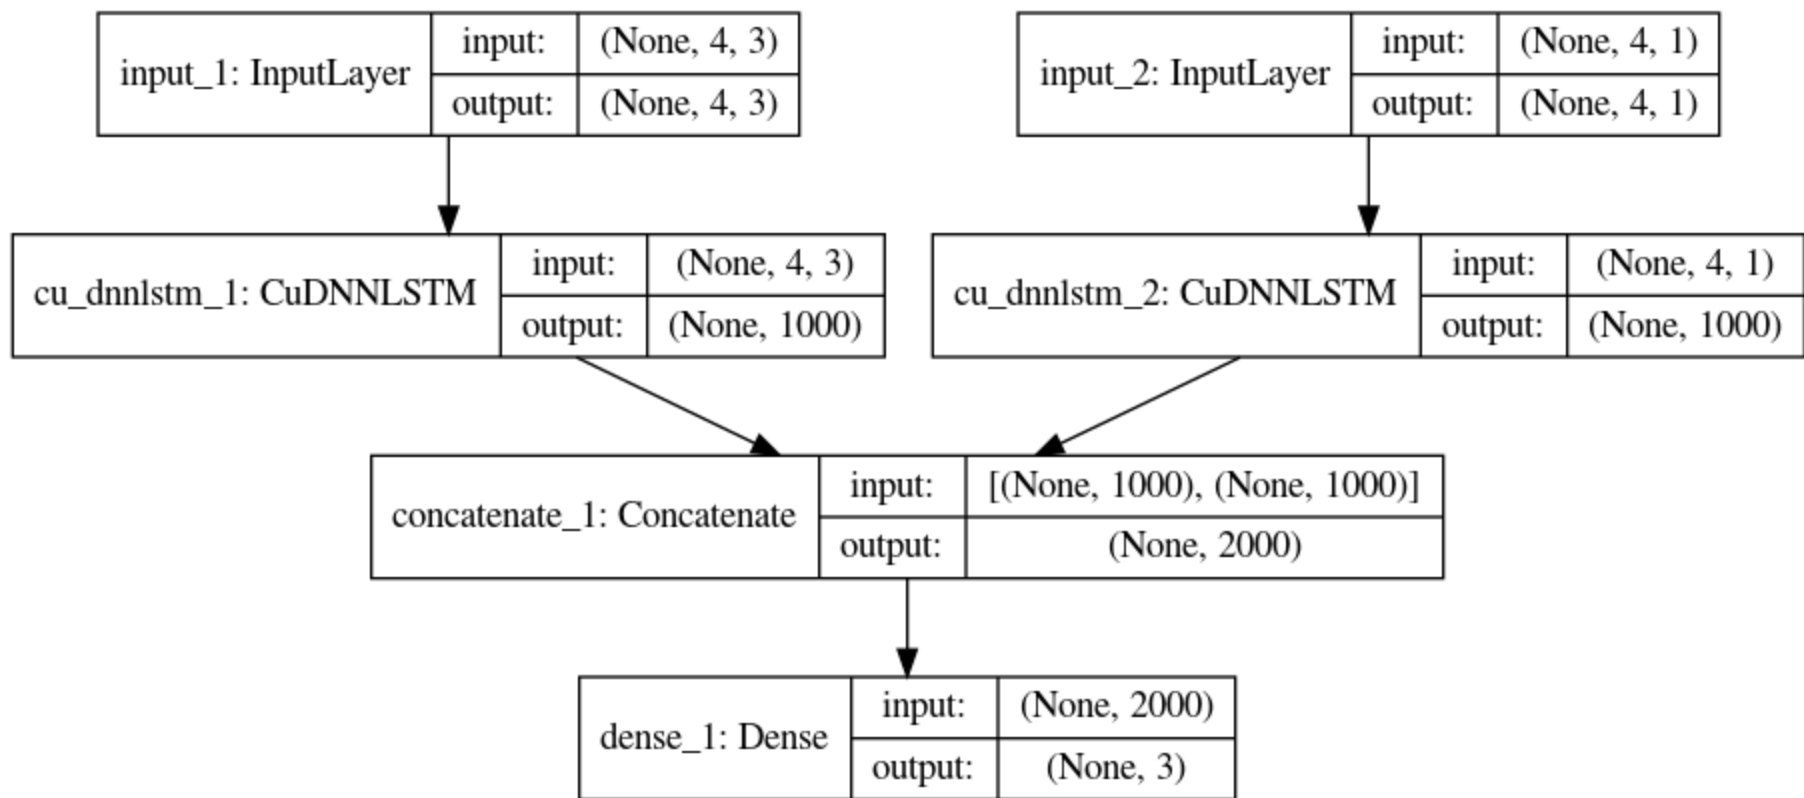 input_1: InputLayer
input: (None, 4, 3)
output: (None, 4, 3)
input_2: InputLayer
input: (None, 4, 1)
output: (None, 4, 1)
cu_dnnlstm_1: CuDNNLSTM
input: (None, 4, 3)
output: (None, 1000)
cu_dnnlstm_2: CuDNNLSTM
input: (None, 4, 1)
output: (None, 1000)
concatenate_1: Concatenate
input: [(None, 1000), (None, 1000)]
output: (None, 2000)
dense_1: Dense
input: (None, 2000)
output: (None, 3)